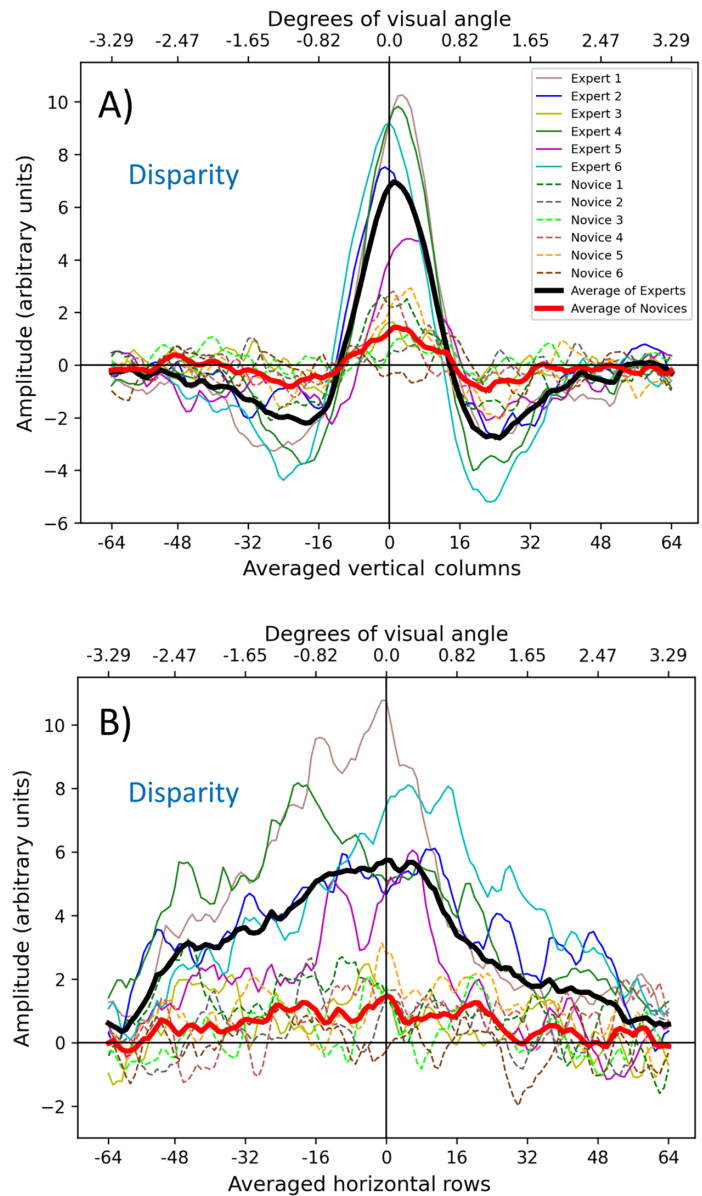 Degrees of visual angle
-3.29 -2.47 -1.65 -0.82 0.0 0.82 1.65 2.47 3.29
A)
Disparity
Amplitude (arbitrary units)
10
8
6
4
2
0
−2
−4
−6
Expert 1
Expert 2
Expert 3
Expert 4
Expert 5
Expert 6
Novice 1
Novice 2
Novice 3
Novice 4
Novice 5
Novice 6
Average of Experts
Average of Novices
-64 -48 -32 -16 0 16 32 48 64
Averaged vertical columns
Degrees of visual angle
-3.29 -2.47 -1.65 -0.82 0.0 0.82 1.65 2.47 3.29
B)
Disparity
Amplitude (arbitrary units)
10
8
6
4
2
0
−2
-64 -48 -32 -16 0 16 32 48 64
Averaged horizontal rows